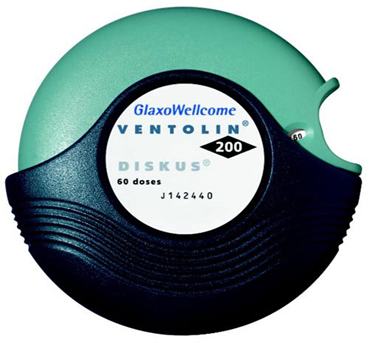 GlaxoWellcome
VENTOLIN®
200
60
DISKUS®
60 doses
J142440